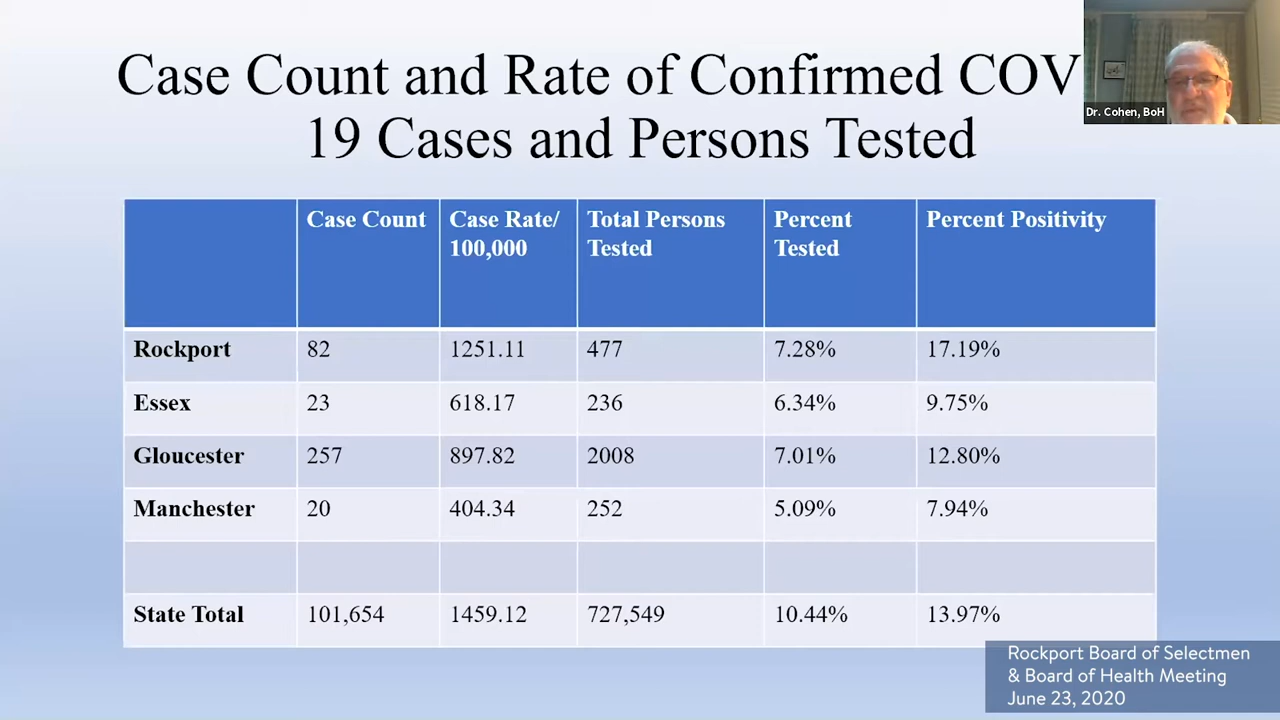 Case Count and Rate of Confirmed COV
19 Cases and Persons Tested
Dr. Cohen, BoH
Case Count Case Rate/ 100,000 Total Persons Tested Percent Tested Percent Positivity
Rockport 82 1251.11 477 7.28% 17.19%
Essex 23 618.17 236 6.34% 9.75%
Gloucester 257 897.82 2008 7.01% 12.80%
Manchester 20 404.34 252 5.09% 7.94%
State Total 101,654 1459.12 727,549 10.44% 13.97%
Rockport Board of Selectmen
& Board of Health Meeting
June 23, 2020